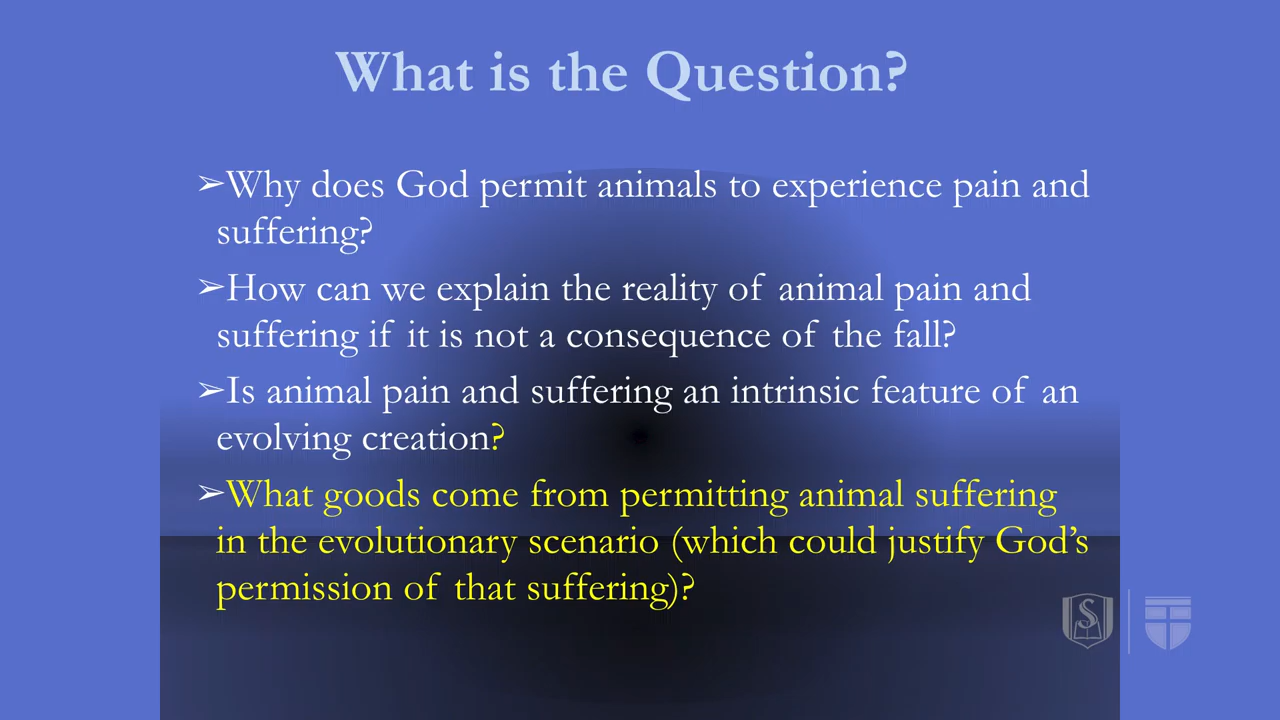 What is the Question?
➢Why does God permit animals to experience pain and
suffering?
➢How can we explain the reality of animal pain and
suffering if it is not a consequence of the fall?
➢Is animal pain and suffering an intrinsic feature of an
evolving creation?
➢What goods come from permitting animal suffering
in the evolutionary scenario (which could justify God’s
permission of that suffering)?
S